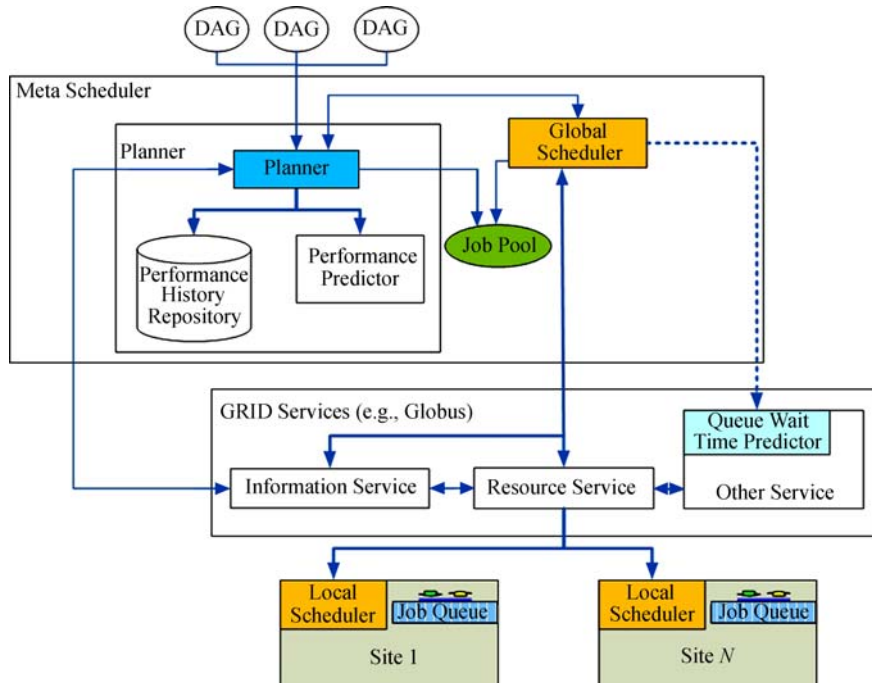 DAG DAG DAG
Meta Scheduler
Global
Scheduler
Planner
Planner
Job Pool
Performance
History
Repository
Performance
Predictor
GRID Services (e.g., Globus)
Queue Wait
Time Predictor
Information Service
Resource Service
Other Service
Local
Scheduler
Job Queue
Site 1
Local
Scheduler
Job Queue
Site N